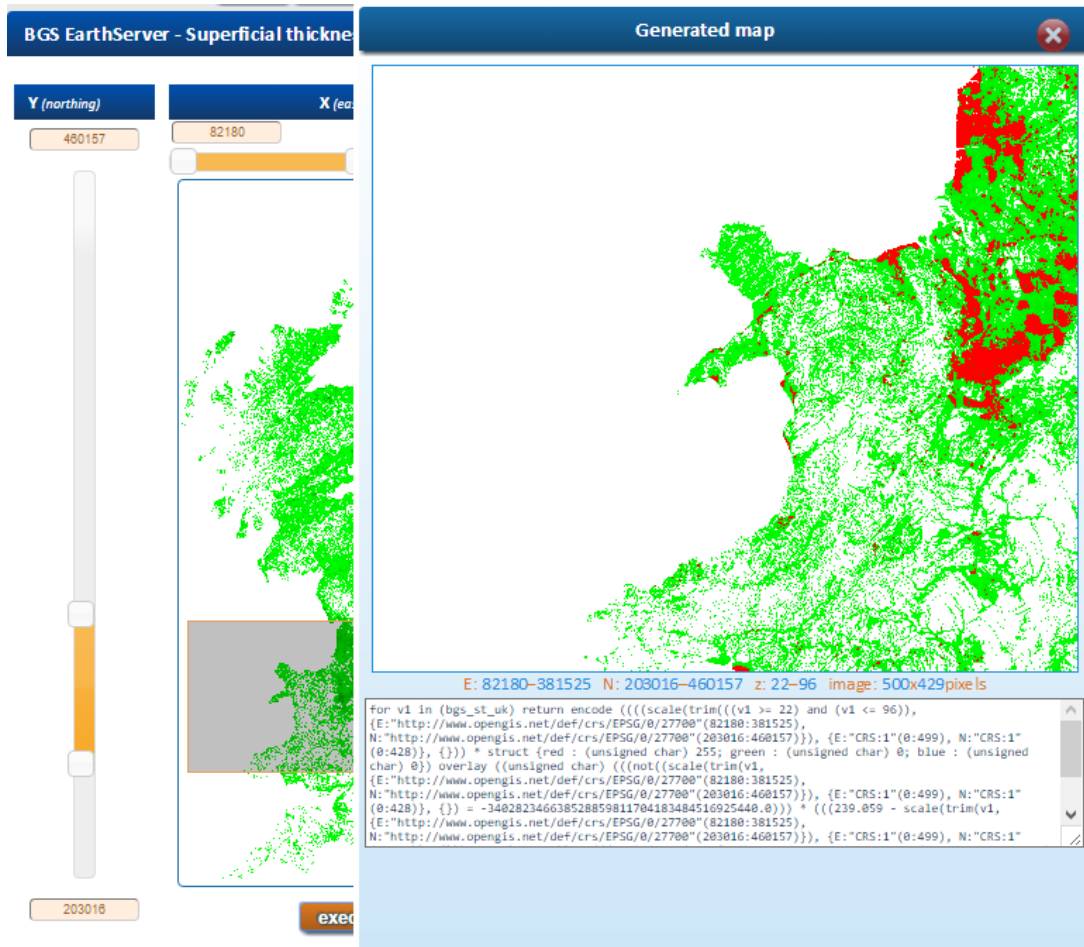 BGS EarthServer - Superficial thickne
Y (northing)
460157
X (ea
82180
203016
exec
Generated map
E: 82180–381525 N: 203016–460157 z: 22–96 image: 500x429pixels
for v1 in (bgs_st_uk) return encode ((((scale(trim(((v1 >= 22) and (v1 <= 96)),
{E:"http://www.opengis.net/def/crs/EPSG/0/27700"(82180:381525),
N:"http://www.opengis.net/def/crs/EPSG/0/27700"(203016:460157)}), {E:"CRS:1"(0:499), N:"CRS:1"
(0:428)}, {})) * struct {red : (unsigned char) 255; green : (unsigned char) 0; blue : (unsigned
char) 0}) overlay ((unsigned char) (((not((scale(trim(v1,
{E:"http://www.opengis.net/def/crs/EPSG/0/27700"(82180:381525),
N:"http://www.opengis.net/def/crs/EPSG/0/27700"(203016:460157)}), {E:"CRS:1"(0:499), N:"CRS:1"
(0:428)}, {}) = -340282346638528859811704183484516925440.0))) * (((239.059 - scale(trim(v1,
{E:"http://www.opengis.net/def/crs/EPSG/0/27700"(82180:381525),
N:"http://www.opengis.net/def/crs/EPSG/0/27700"(203016:460157)}), {E:"CRS:1"(0:499), N:"CRS:1"